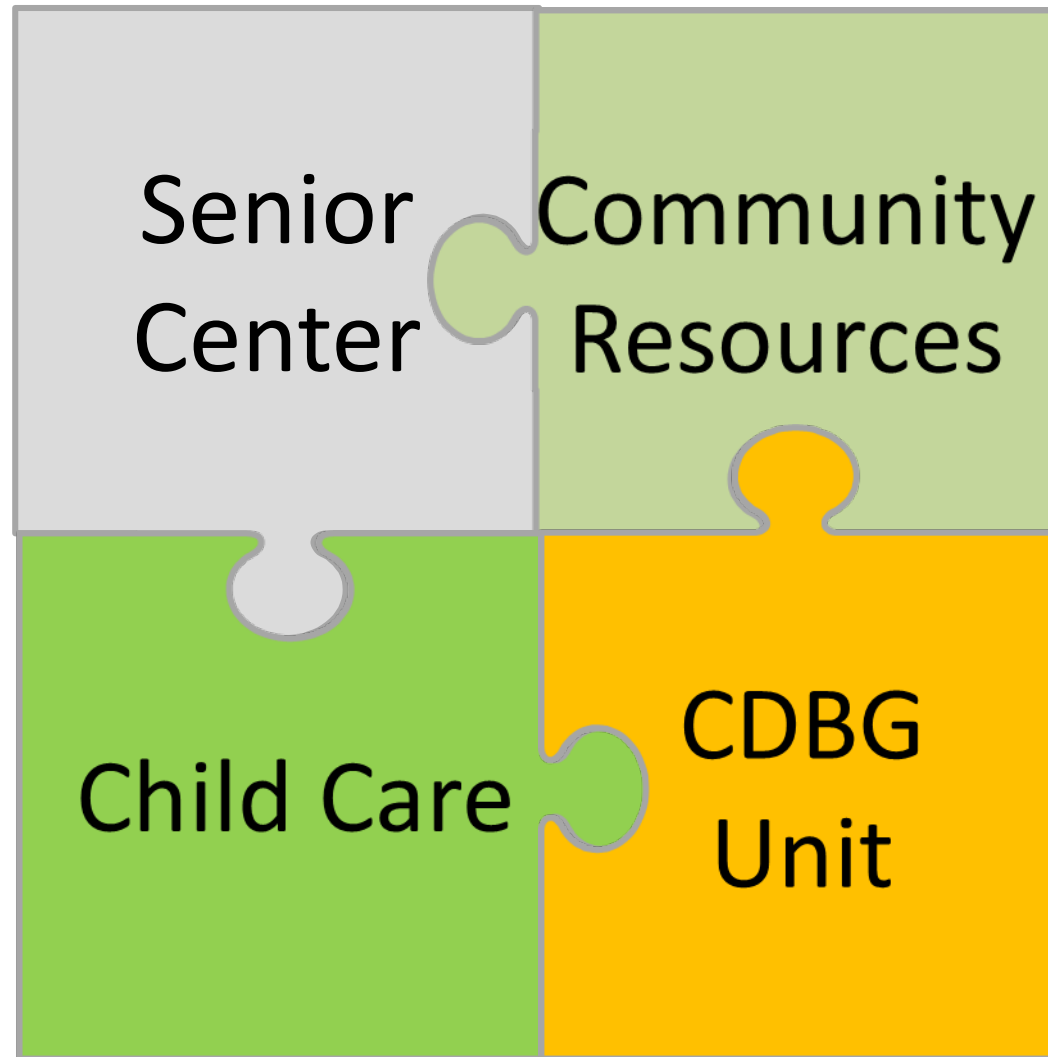 Senior
Center
Community
Resources
Child Care
CDBG
Unit